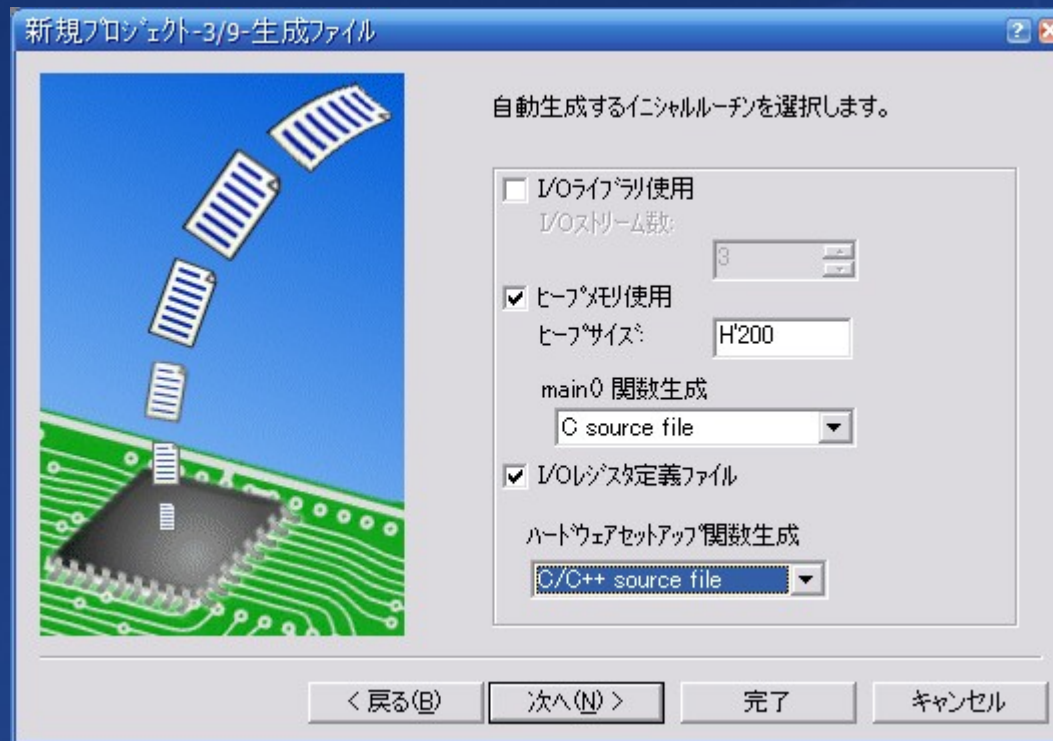 新規ﾌﾟﾛｼﾞｪｸﾄ-3/9-生成ファイル
自動生成するｲﾆｼｬﾙﾙｰﾁﾝを選択します。
I/Oﾗｲﾌﾞﾗﾘ使用
I/Oｽﾄﾘｰﾑ数:
3
ﾋｰﾌﾟﾒﾓﾘ使用
ﾋｰﾌﾟｻｲｽﾞ:
H'200
main() 関数生成
C source file
I/Oﾚｼﾞｽﾀ定義ﾌｧｲﾙ
ﾊｰﾄﾞｳｪｱｾｯﾄｱｯﾌﾟ関数生成
C/C++ source file
< 戻る(B)
次へ(N) >
完了
キャンセル